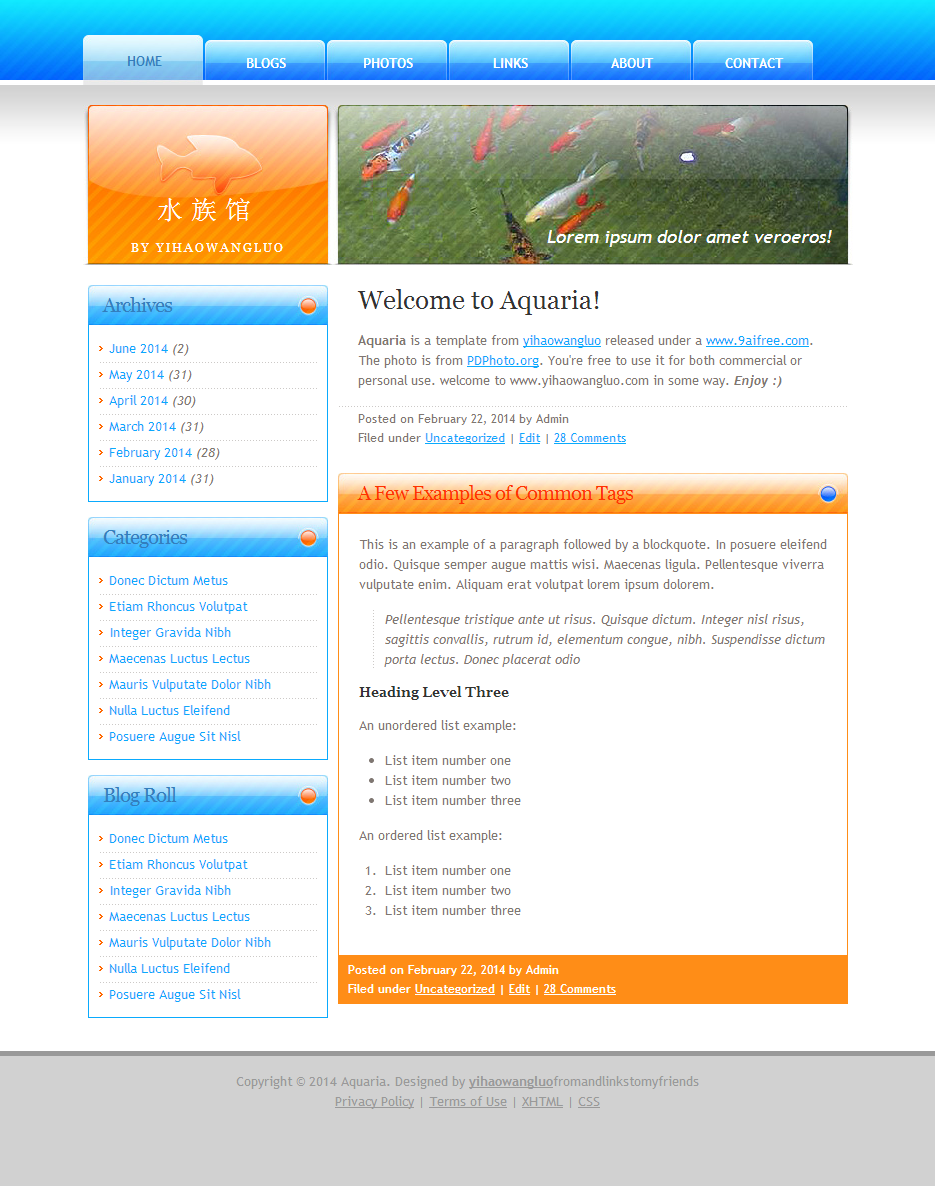 HOME
BLOGS
PHOTOS
LINKS
ABOUT
CONTACT
水族馆
BY YIHAOWANGLUO
Lorem ipsum dolor amet veroeros!
Archives
June 2014 (2)
May 2014 (31)
April 2014 (30)
March 2014 (31)
February 2014 (28)
January 2014 (31)
Categories
Donec Dictum Metus
Etiam Rhoncus Volutpat
Integer Gravida Nibh
Maecenas Luctus Lectus
Mauris Vulputate Dolor Nibh
Nulla Luctus Eleifend
Posuere Augue Sit Nisl
Blog Roll
Donec Dictum Metus
Etiam Rhoncus Volutpat
Integer Gravida Nibh
Maecenas Luctus Lectus
Mauris Vulputate Dolor Nibh
Nulla Luctus Eleifend
Posuere Augue Sit Nisl
Welcome to Aquaria!
Aquaria is a template from yihaowangluo released under a www.9aifree.com.
The photo is from PDPhoto.org. You're free to use it for both commercial or
personal use. welcome to www.yihaowangluo.com in some way. Enjoy :)
Posted on February 22, 2014 by Admin
Filed under Uncategorized | Edit | 28 Comments
A Few Examples of Common Tags
This is an example of a paragraph followed by a blockquote. In posuere eleifend
odio. Quisque semper augue mattis wisi. Maecenas ligula. Pellentesque viverra
vulputate enim. Aliquam erat volutpat lorem ipsum dolorem.
Pellentesque tristique ante ut risus. Quisque dictum. Integer nisl risus,
sagittis convallis, rutrum id, elementum congue, nibh. Suspendisse dictum
porta lectus. Donec placerat odio
Heading Level Three
An unordered list example:
• List item number one
• List item number two
• List item number three
An ordered list example:
1. List item number one
2. List item number two
3. List item number three
Posted on February 22, 2014 by Admin
Filed under Uncategorized | Edit | 28 Comments
Copyright © 2014 Aquaria. Designed by yihaowangluofromandlinkstomyfriends
Privacy Policy | Terms of Use | XHTML | CSS